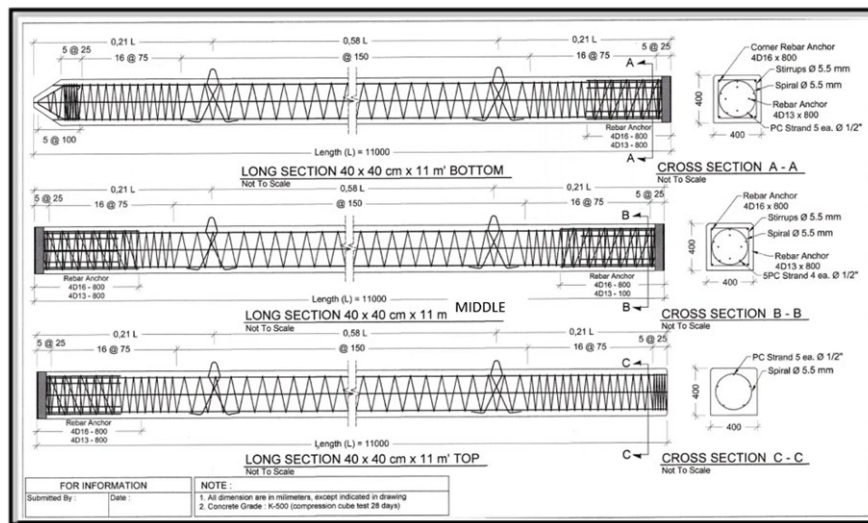 0,21 L 0,58 L 0,21 L
5 @ 25 16 @ 75 @ 150 16 @ 75 5 @ 25
A
5 @ 100
Rebar Anchor
4D16 - 800
4D13 - 800
A
Length (L) = 11000
LONG SECTION 40 x 40 cm x 11 m' BOTTOM
Not To Scale
Corner Rebar Anchor
4D16 x 800
Stirrups Ø 5.5 mm
Spiral Ø 5.5 mm
Rebar Anchor
4D13 x 800
PC Strand 5 ea. Ø 1/2"
400
400
CROSS SECTION A - A
Not To Scale
0,21 L 0,58 L 0,21 L
5 @ 25 16 @ 75 @ 150 16 @ 75 5 @ 25
B
Rebar Anchor
4D16 - 800
4D13 - 800
Rebar Anchor
4D16 - 800
4D13 - 100
B
Length (L) = 11000
LONG SECTION 40 x 40 cm x 11 m MIDDLE
Not To Scale
Rebar Anchor
4D16 x 800
Stirrups Ø 5.5 mm
Spiral Ø 5.5 mm
Rebar Anchor
4D13 x 800
5PC Strand 4 ea. Ø 1/2"
400
400
CROSS SECTION B - B
Not To Scale
0,21 L 0,58 L 0,21 L
5 @ 25 16 @ 75 @ 150 16 @ 75 5 @ 25
C
Rebar Anchor
4D16 - 800
4D13 - 800
C
Length (L) = 11000
LONG SECTION 40 x 40 cm x 11 m' TOP
Not To Scale
PC Strand 5 ea. Ø 1/2"
Spiral Ø 5.5 mm
400
400
CROSS SECTION C - C
Not To Scale
FOR INFORMATION
Submitted By : Date :
NOTE :
1. All dimension are in milimeters, except indicated in drawing
2. Concrete Grade : K-500 (compression cube test 28 days)